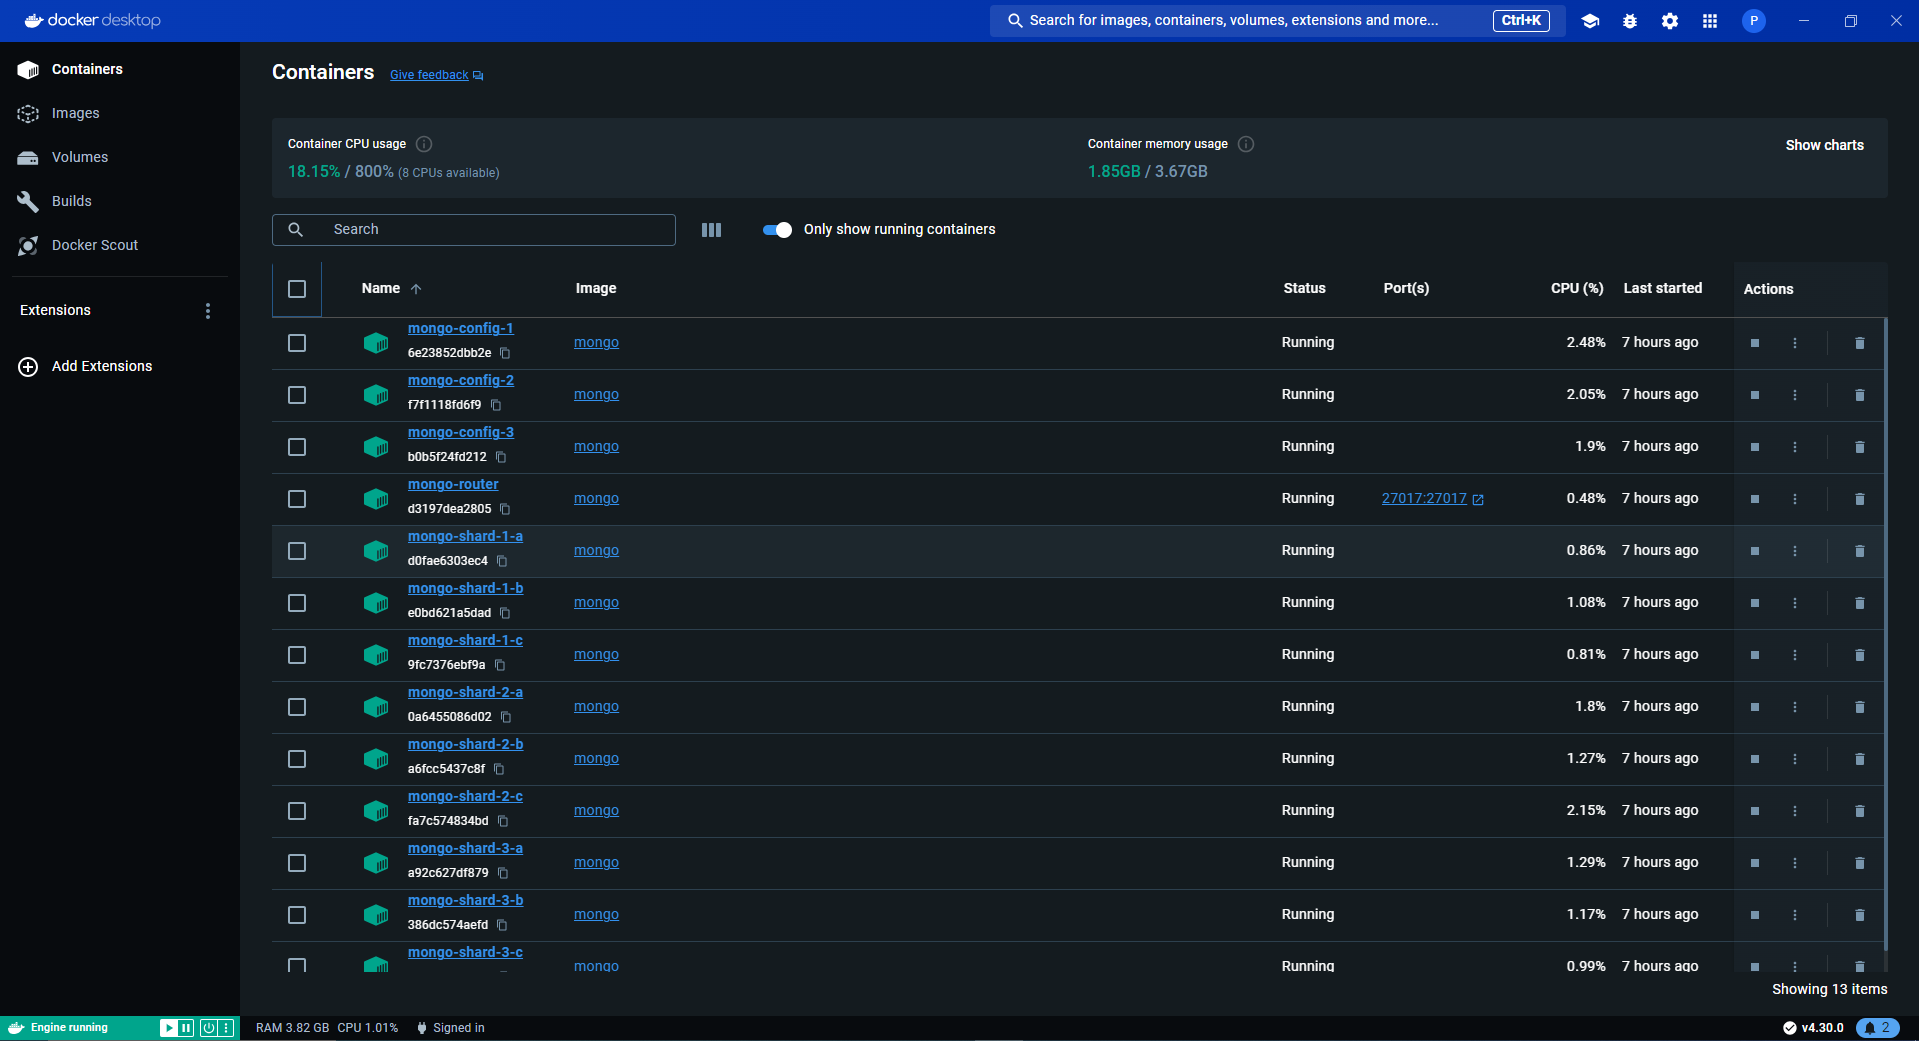 docker desktop
Search for images, containers, volumes, extensions and more... Ctrl+K
P
Containers
Images
Volumes
Builds
Docker Scout
Extensions
Add Extensions
Containers Give feedback
Container CPU usage
18.15% / 800% (8 CPUs available)
Container memory usage
1.85GB / 3.67GB
Show charts
Search
Only show running containers
Name Image Status Port(s) CPU (%) Last started Actions
mongo-config-1
6e23852dbb2e
mongo Running 2.48% 7 hours ago
mongo-config-2
f7f1118fd6f9
mongo Running 2.05% 7 hours ago
mongo-config-3
b0b5f24fd212
mongo Running 1.9% 7 hours ago
mongo-router
d3197dea2805
mongo Running 27017:27017 0.48% 7 hours ago
mongo-shard-1-a
d0fae6303ec4
mongo Running 0.86% 7 hours ago
mongo-shard-1-b
e0bd621a5dad
mongo Running 1.08% 7 hours ago
mongo-shard-1-c
9fc7376ebf9a
mongo Running 0.81% 7 hours ago
mongo-shard-2-a
0a6455086d02
mongo Running 1.8% 7 hours ago
mongo-shard-2-b
a6fcc5437c8f
mongo Running 1.27% 7 hours ago
mongo-shard-2-c
fa7c574834bd
mongo Running 2.15% 7 hours ago
mongo-shard-3-a
a92c627df879
mongo Running 1.29% 7 hours ago
mongo-shard-3-b
386dc574aefd
mongo Running 1.17% 7 hours ago
mongo-shard-3-c
mongo Running 0.99% 7 hours ago
Showing 13 items
Engine running
RAM 3.82 GB CPU 1.01% Signed in
v4.30.0 2